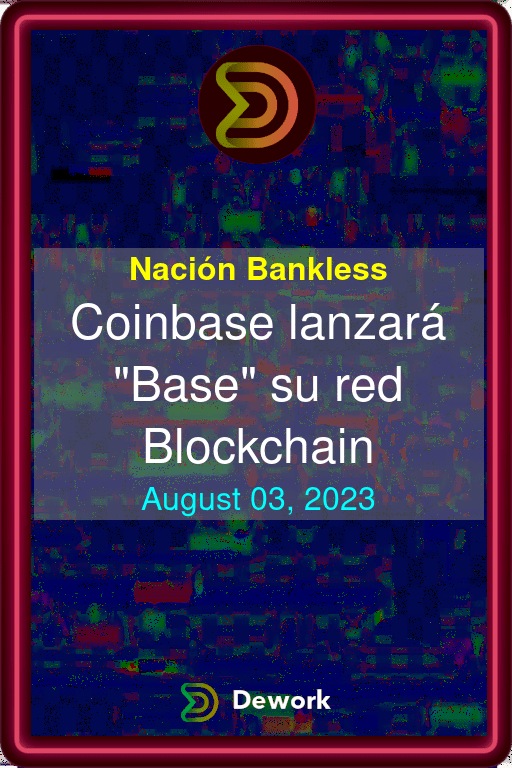 Nación Bankless
Coinbase lanzará
"Base" su red
Blockchain
August 03, 2023
Dework